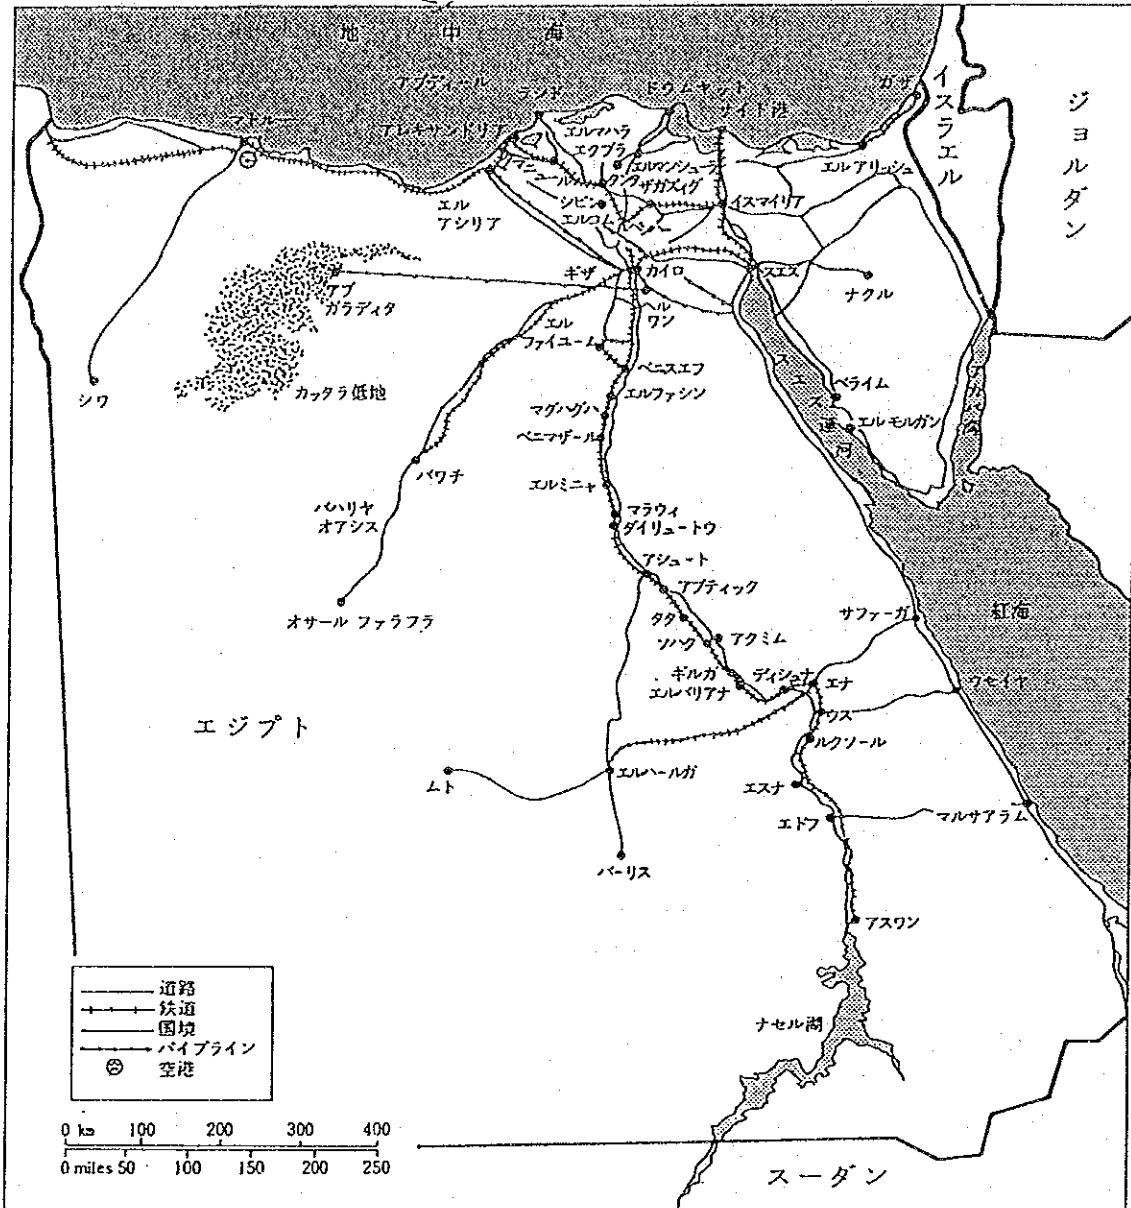 地中海
アブディール
ランド
ドウムヤット
サイド港
ガザ
イスラエル
ジョルダン
マトルー
アレキサンドリア
エルマハラ
エクブラ
エルマンシューラ
エルアリッシュ
タンタ
ザガズィグ
シビン
エルコム
イスマイリア
エル
アシリア
ギザ
カイロ
スエズ
ナクル
アブ
ガラディタ
ヘル
ワン
エル
ファイユーム
カッタラ低地
シワ
ベニスエフ
エルファシン
マグハグハ
ベニマザール
スエズ運河
ベライム
エルモルガン
アカバ湾
バワチ
エルミニャ
バハリヤ
オアシス
マラウィ
ダイリュートウ
アシュート
アブティック
オサール ファラフラ
タタ
ソハク
アクミム
サファーガ
紅海
ギルガ
エルバリアナ
ディシュナ
エナ
ウス
クセイヤ
エジプト
ルクソール
ムト
エルハールガ
エスナ
エドフ
マルサアラム
バーリス
アスワン
ナセル湖
道路
鉄道
国境
パイプライン
空港
0 km 100 200 300 400
0 miles 50 100 150 200 250
スーダン